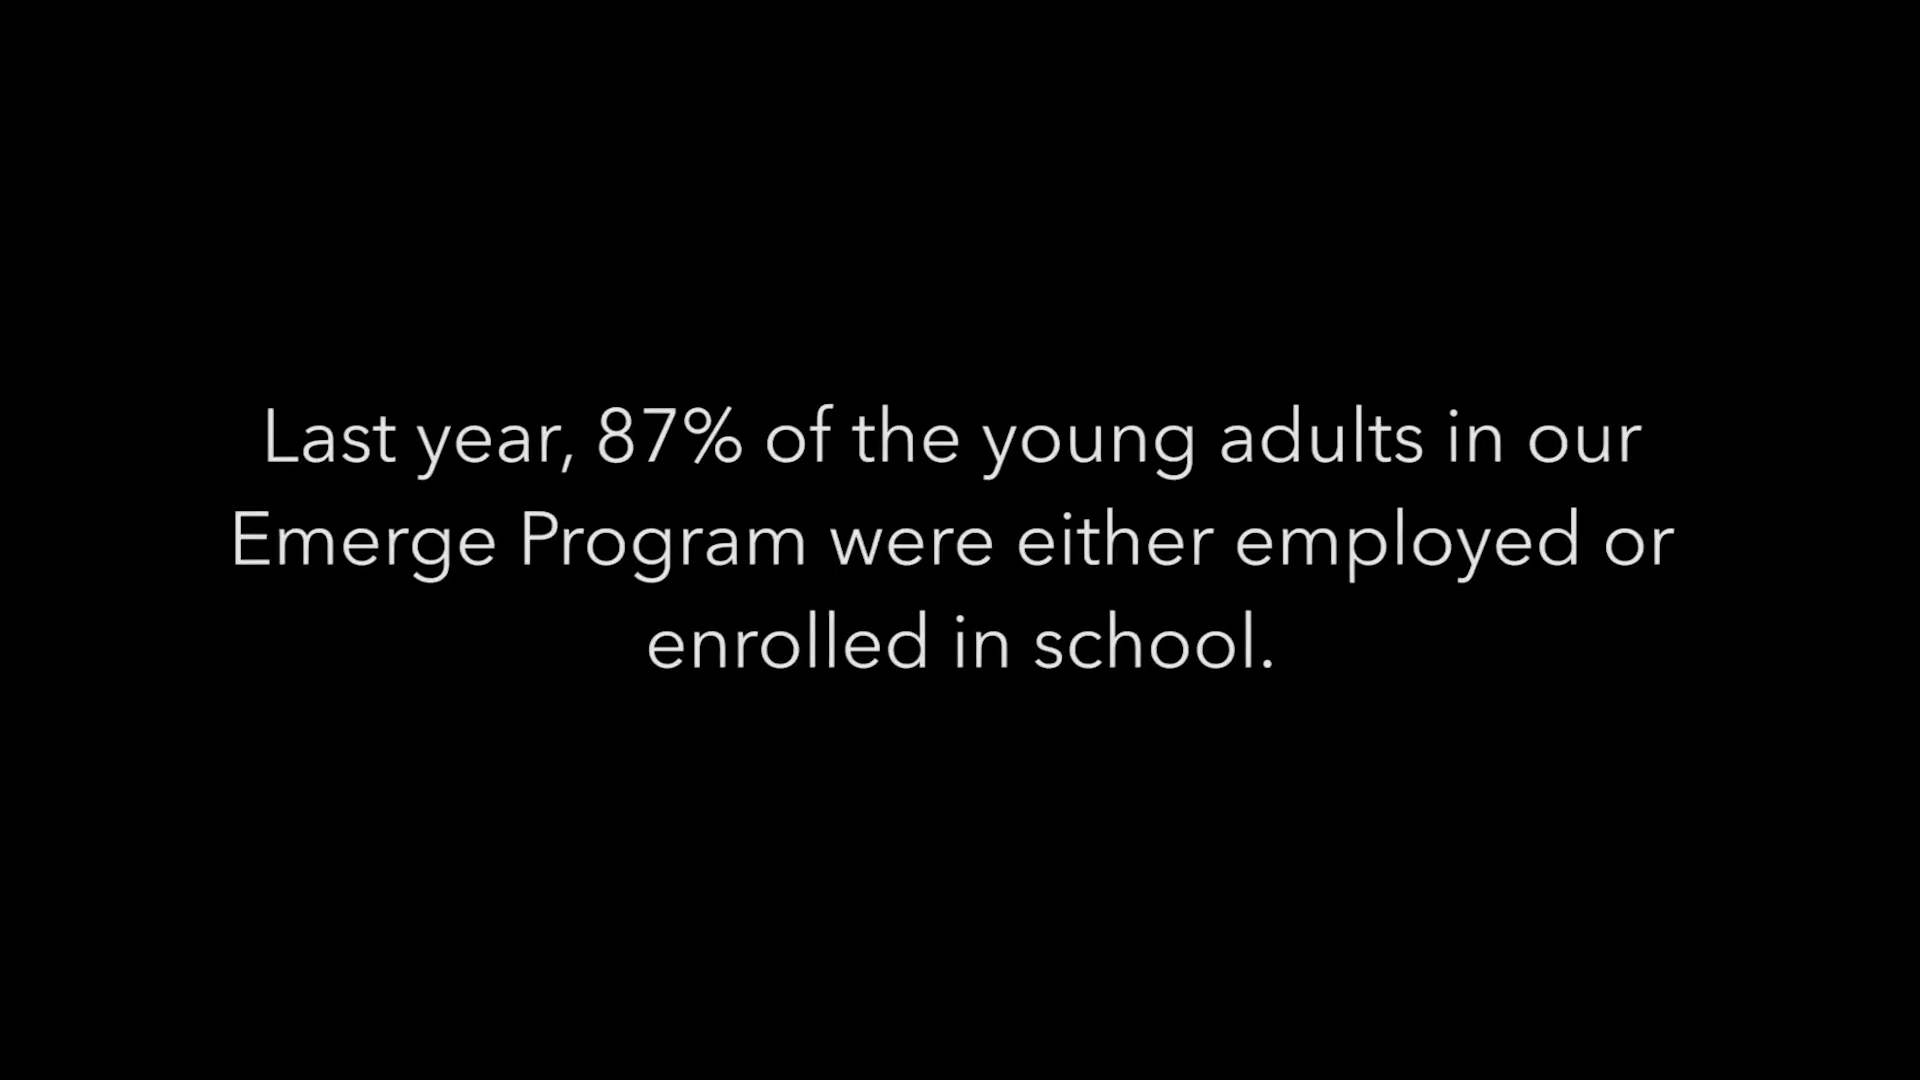 Last year, 87% of the young adults in our
Emerge Program were either employed or
enrolled in school.